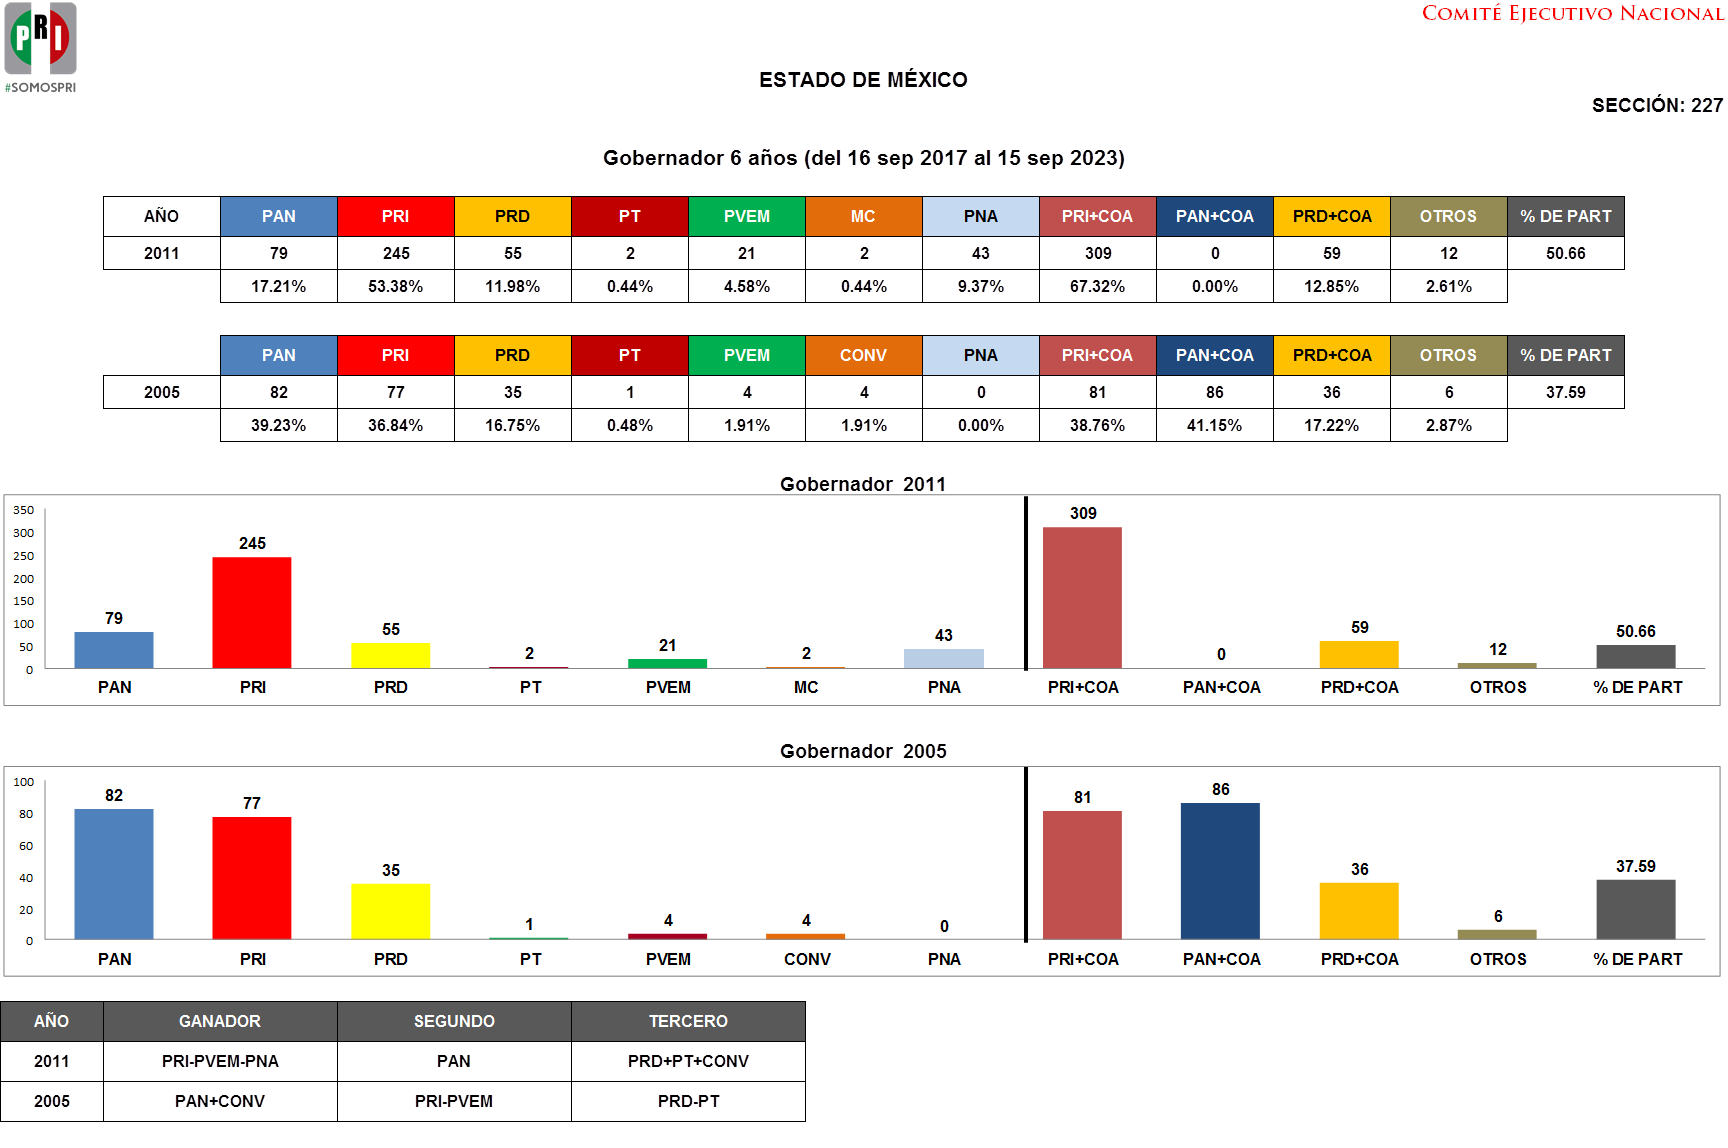 PRI
#SOMOSPRI
COMITÉ EJECUTIVO NACIONAL
ESTADO DE MÉXICO
SECCIÓN: 227
Gobernador 6 años (del 16 sep 2017 al 15 sep 2023)
AÑO PAN PRI PRD PT PVEM MC PNA PRI+COA PAN+COA PRD+COA OTROS % DE PART
2011 79 245 55 2 21 2 43 309 0 59 12 50.66
17.21% 53.38% 11.98% 0.44% 4.58% 0.44% 9.37% 67.32% 0.00% 12.85% 2.61%
PAN PRI PRD PT PVEM CONV PNA PRI+COA PAN+COA PRD+COA OTROS % DE PART
2005 82 77 35 1 4 4 0 81 86 36 6 37.59
39.23% 36.84% 16.75% 0.48% 1.91% 1.91% 0.00% 38.76% 41.15% 17.22% 2.87%
Gobernador 2011
350
300
250
200
150
100
50
0
79 245 55 2 21 2 43 309 0 59 12 50.66
PAN PRI PRD PT PVEM MC PNA PRI+COA PAN+COA PRD+COA OTROS % DE PART
Gobernador 2005
100
80
60
40
20
0
82 77 35 1 4 4 0 81 86 36 6 37.59
PAN PRI PRD PT PVEM CONV PNA PRI+COA PAN+COA PRD+COA OTROS % DE PART
AÑO GANADOR SEGUNDO TERCERO
2011 PRI-PVEM-PNA PAN PRD+PT+CONV
2005 PAN+CONV PRI-PVEM PRD-PT